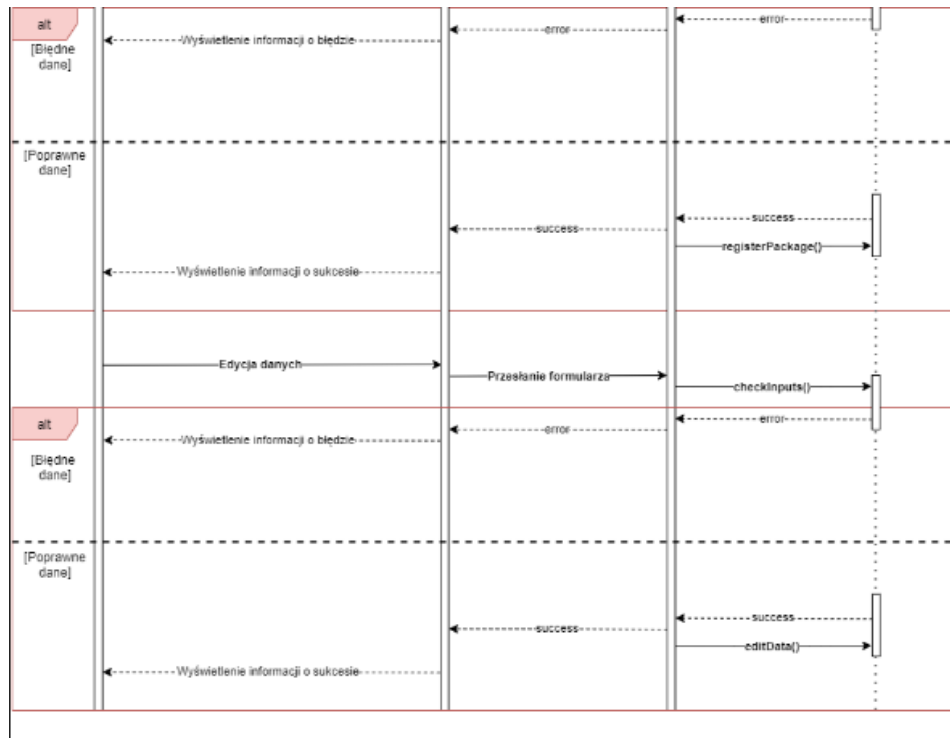 alt
error
error
Wyświetlenie informacji o błędzie
[Błędne
dane]
[Poprawne
dane]
success
success
registerPackage()
Wyświetlenie informacji o sukcesie
Edycja danych
Przesłanie formularza
checkInputs()
alt
error
error
Wyświetlenie informacji o błędzie
[Błędne
dane]
[Poprawne
dane]
success
success
editData()
Wyświetlenie informacji o sukcesie